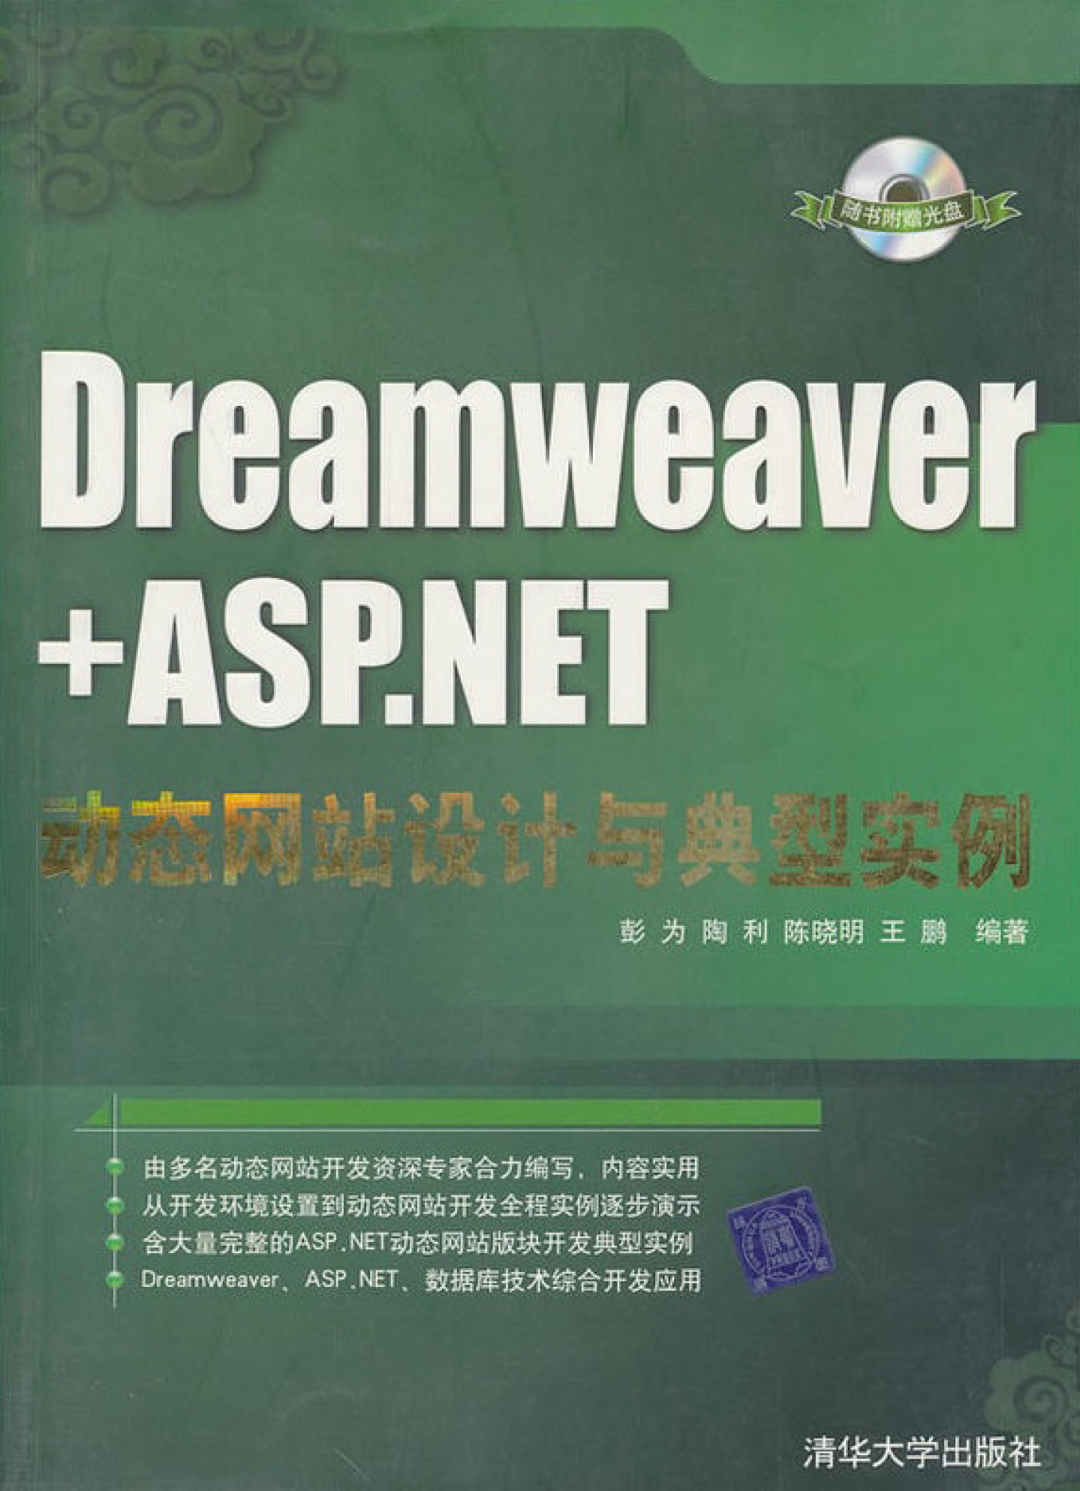 随书附赠光盘
Dreamweaver
+ASP.NET
动态网站设计与典型实例
彭 为 陶 利 陈晓明 王 鹏 编著
由多名动态网站开发资深专家合力编写，内容实用
从开发环境设置到动态网站开发全程实例逐步演示
含大量完整的ASP.NET动态网站版块开发典型实例
Dreamweaver、ASP.NET、数据库技术综合开发应用
清华大学出版社